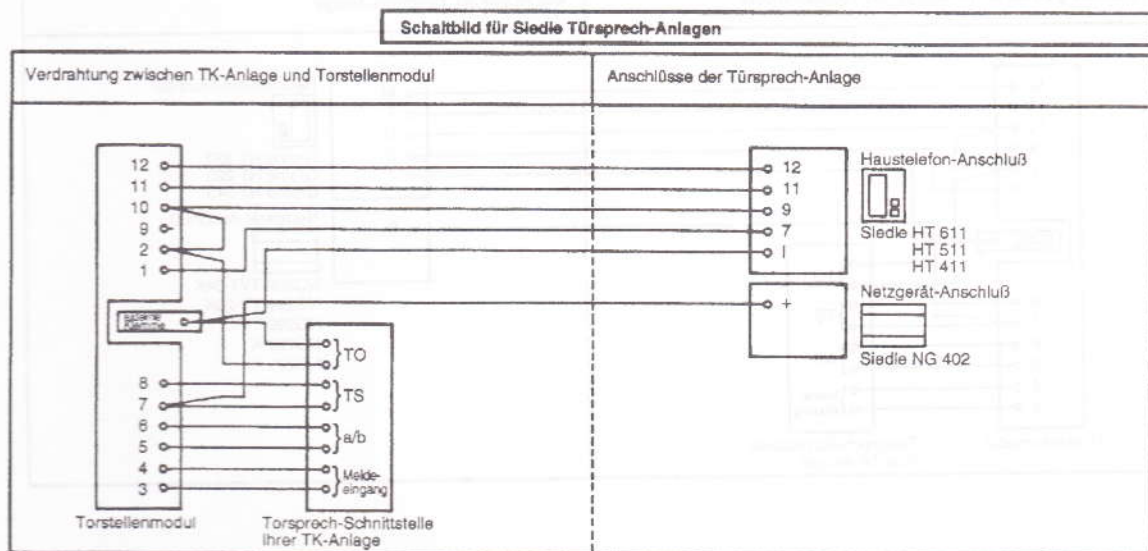 Schaltbild für Siedle Türsprech-Anlagen
Verdrahtung zwischen TK-Anlage und Torstellenmodul
Anschlüsse der Türsprech-Anlage
12
11
10
9
2
1
externe
Klemme
8
7
6
5
4
3
Torstellenmodul
TO
TS
a/b
Melde-
eingang
Torsprech-Schnittstelle
Ihrer TK-Anlage
12
11
9
7
I
Haustelefon-Anschluß
Siedle HT 611
HT 511
HT 411
+
Netzgerät-Anschluß
Siedle NG 402